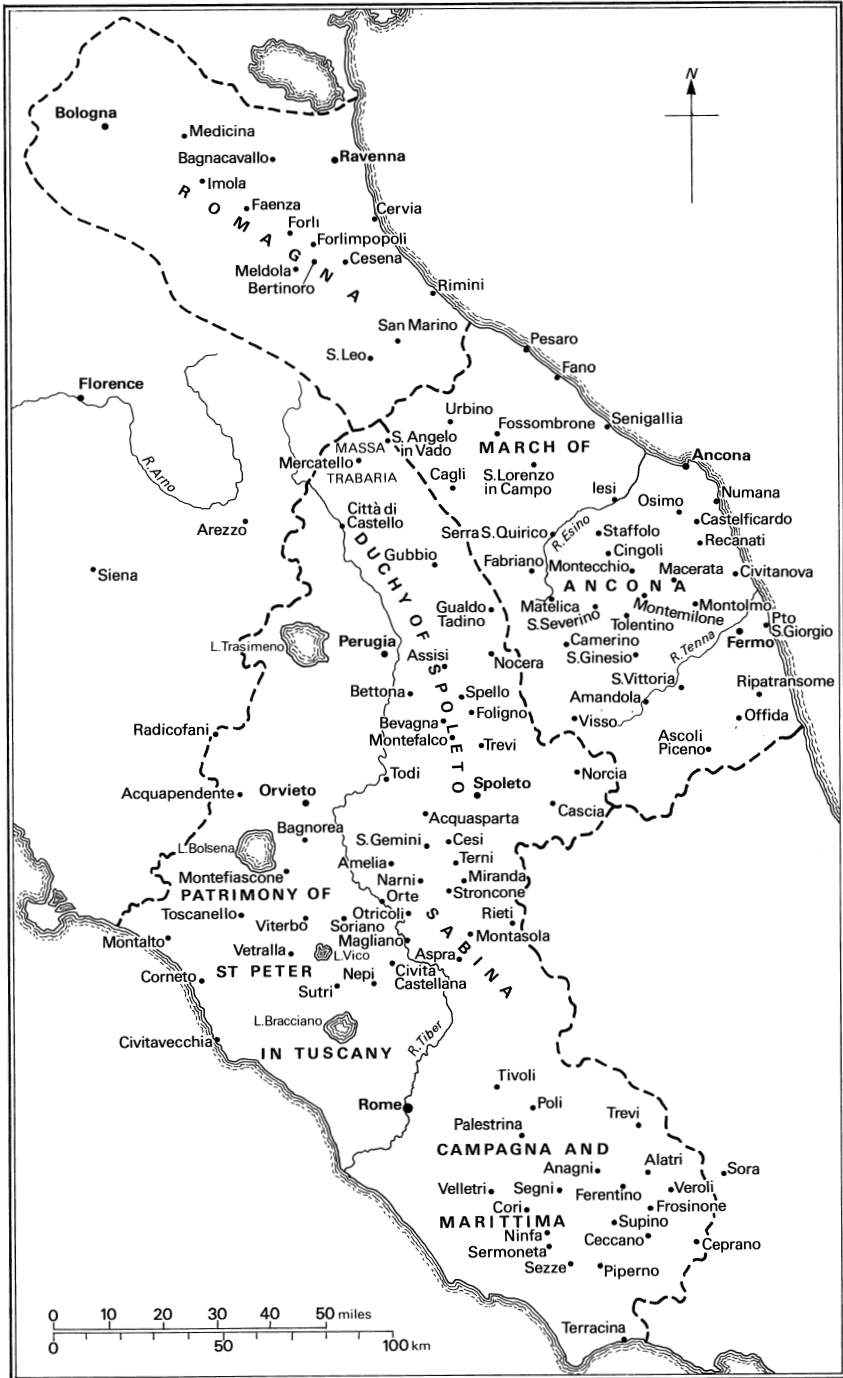 N
Bologna
Medicina
Bagnacavallo
Ravenna
Imola
ROMAGNA
Faenza
Cervia
Forlì
Forlimpopoli
Cesena
Meldola
Bertinoro
Rimini
San Marino
S. Leo
Pesaro
Fano
Florence
Urbino
Fossombrone
Senigallia
MARCH OF
S. Angelo
in Vado
MASSA
Mercatello
TRABARIA
Cagli
S. Lorenzo
in Campo
Ancona
R. Arno
Iesi
Numana
Osimo
Castelficardo
Arezzo
Città di
Castello
Serra S. Quirico
R. Esino
Staffolo
Recanati
DUCHY OF SPOLETO
Gubbio
Cingoli
Siena
Fabriano
Montecchio
Macerata
Civitanova
ANCONA
Gualdo
Tadino
Matelica
S. Severino
Montemilone
Montolmo
Tolentino
Pto
S. Giorgio
L. Trasimeno
Perugia
Camerino
Fermo
Assisi
Nocera
S. Ginesio
R. Tenna
S. Vittoria
Bettona
Spello
Amandola
Ripatransome
Foligno
Visso
Offida
Bevagna
Radicofani
Montefalco
Trevi
Ascoli
Piceno
Todi
Norcia
Acquapendente
Orvieto
Spoleto
Cascia
Acquasparta
Bagnorea
L. Bolsena
S. Gemini
Cesi
Amelia
Terni
Montefiascone
Narni
Miranda
PATRIMONY OF
Stroncone
Orte
Toscanello
Otricoli
SABINA
Rieti
Viterbo
Soriano
Montalto
Magliano
Montasola
Vetralla
L. Vico
Aspra
ST PETER
Corneto
Nepi
Cività
Castellana
Sutri
L. Bracciano
Civitavecchia
IN TUSCANY
R. Tiber
Tivoli
Rome
Poli
Trevi
Palestrina
CAMPAGNA AND
Anagni
Alatri
Sora
Velletri
Segni
Ferentino
Veroli
Cori
Frosinone
MARITTIMA
Supino
Ninfa
Ceccano
Ceprano
Sermoneta
Sezze
Piperno
0 10 20 30 40 50 miles
0 50 100 km
Terracina